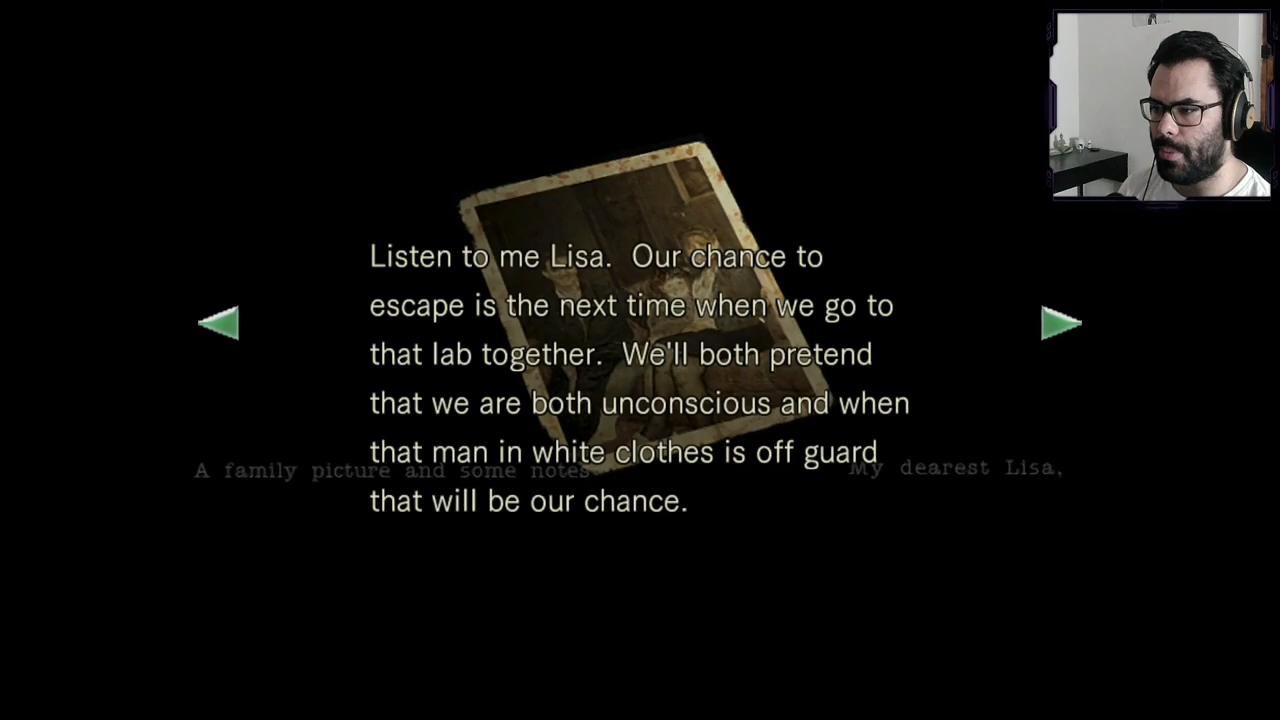 Listen to me Lisa.  Our chance to
escape is the next time when we go to
that lab together.  We'll both pretend
that we are both unconscious and when
that man in white clothes is off guard
A family picture and some notes
My dearest Lisa,
that will be our chance.